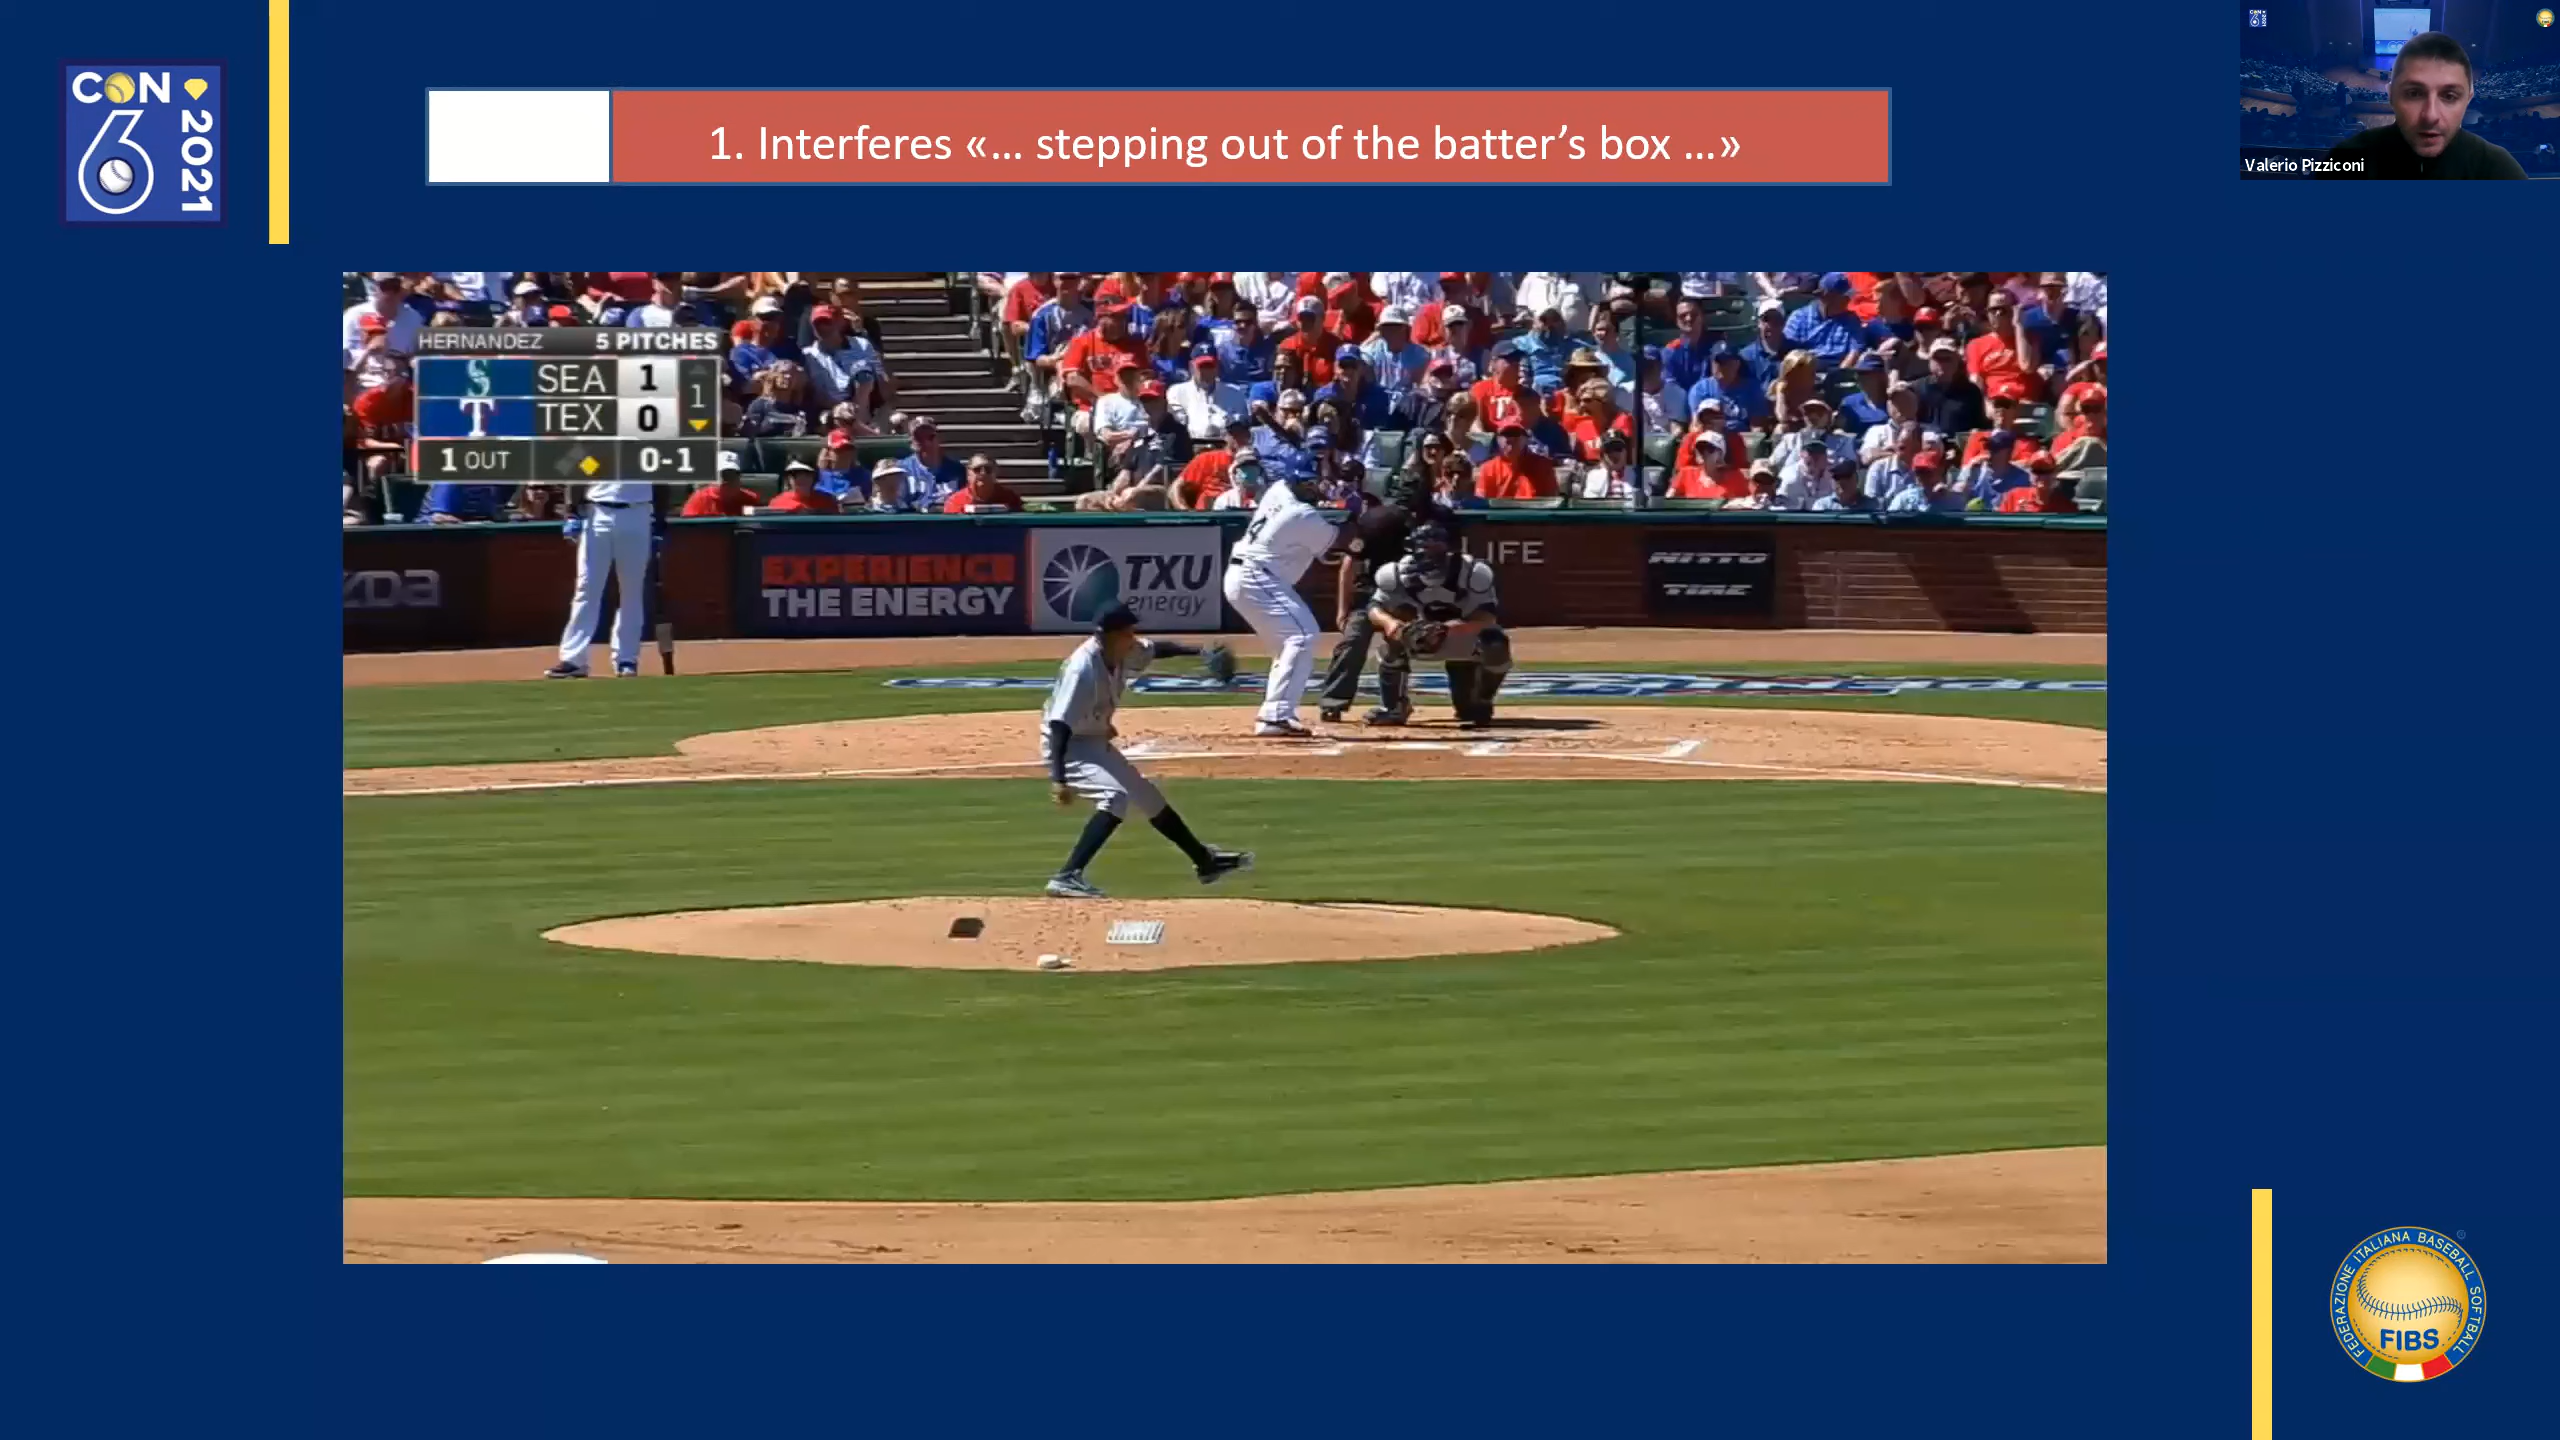 CON
6
2021
1. Interferes «… stepping out of the batter’s box …»
Valerio Pizziconi
HERNANDEZ 5 PITCHES
SEA 1
TEX 0
1
1 OUT 0-1
EXPERIENCE
THE ENERGY
TXU
energy
LIFE
NITTO
TIRE
FEDERAZIONE ITALIANA BASEBALL SOFTBALL
FIBS